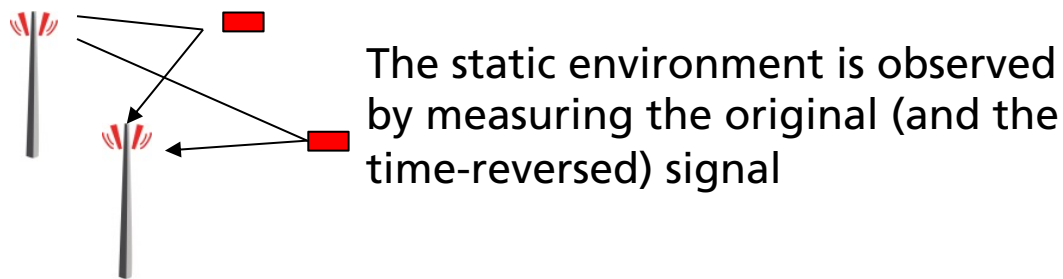 The static environment is observed
by measuring the original (and the
time-reversed) signal